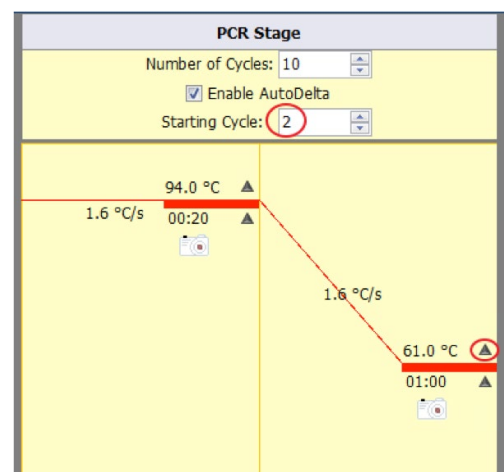 PCR Stage
Number of Cycles: 10
Enable AutoDelta
Starting Cycle: 2
94.0 °C
1.6 °C/s
00:20
1.6 °C/s
61.0 °C
01:00